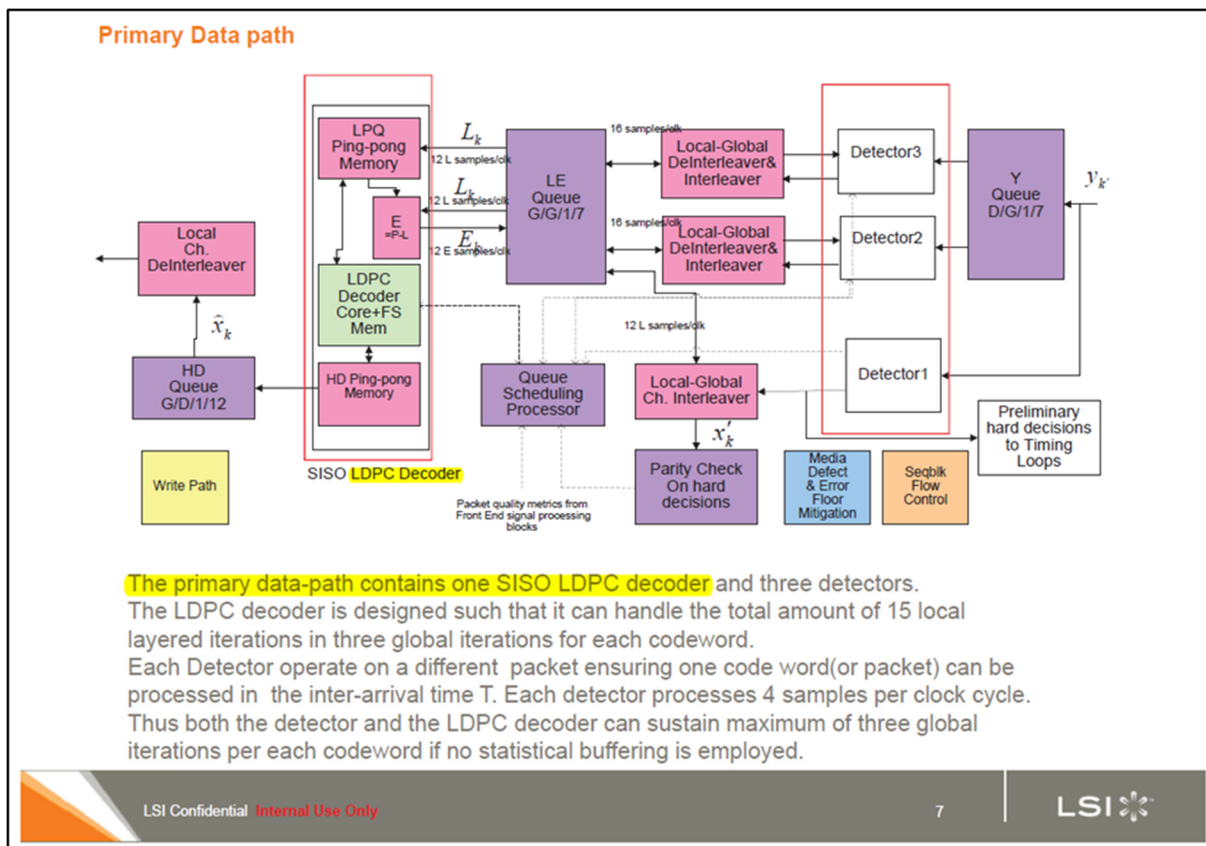 Primary Data path
LPQ
Ping-pong
Memory
L_k
12 L samples/clk
L_k
12 L samples/clk
E
=P-L
E_k
12 E samples/clk
LDPC
Decoder
Core+FS
Mem
HD Ping-pong
Memory
SISO LDPC Decoder
Local
Ch.
DeInterleaver
x̂_k
HD
Queue
G/D/1/12
Write Path
LE
Queue
G/G/1/7
16 samples/clk
16 samples/clk
12 L samples/clk
Local-Global
DeInterleaver&
Interleaver
Local-Global
DeInterleaver&
Interleaver
Detector3
Detector2
Detector1
Y
Queue
D/G/1/7
y_k'
Queue
Scheduling
Processor
Local-Global
Ch. Interleaver
x'_k
Parity Check
On hard
decisions
Packet quality metrics from
Front End signal processing
blocks
Preliminary
hard decisions
to Timing
Loops
Media
Defect
& Error
Floor
Mitigation
Seqblk
Flow
Control
The primary data-path contains one SISO LDPC decoder and three detectors.
The LDPC decoder is designed such that it can handle the total amount of 15 local
layered iterations in three global iterations for each codeword.
Each Detector operate on a different packet ensuring one code word(or packet) can be
processed in the inter-arrival time T. Each detector processes 4 samples per clock cycle.
Thus both the detector and the LDPC decoder can sustain maximum of three global
iterations per each codeword if no statistical buffering is employed.
LSI Confidential Internal Use Only
7
LSI